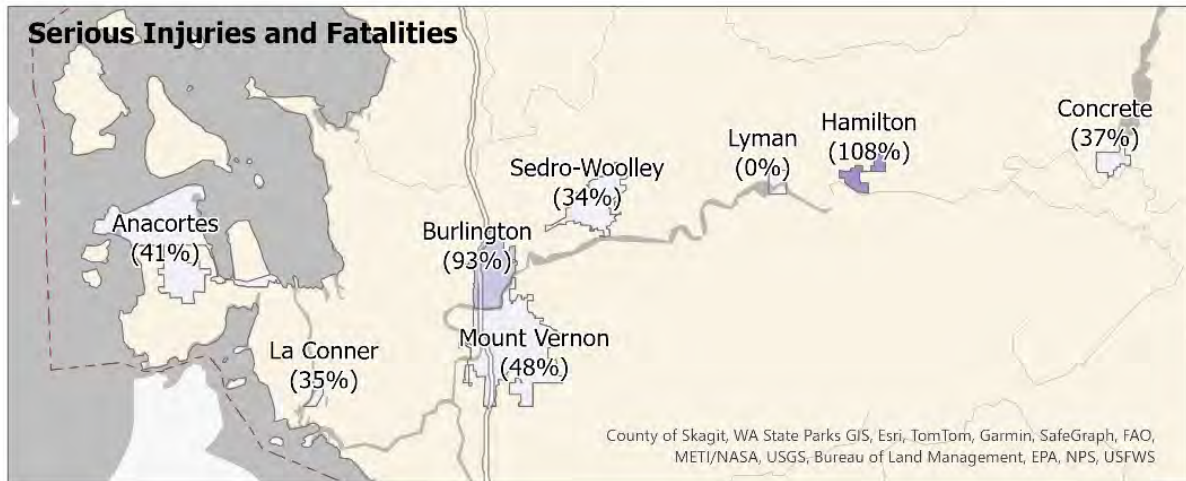 Serious Injuries and Fatalities
Concrete
(37%)
Hamilton
(108%)
Lyman
(0%)
Sedro-Woolley
(34%)
Anacortes
(41%)
Burlington
(93%)
Mount Vernon
(48%)
La Conner
(35%)
County of Skagit, WA State Parks GIS, Esri, TomTom, Garmin, SafeGraph, FAO,
METI/NASA, USGS, Bureau of Land Management, EPA, NPS, USFWS